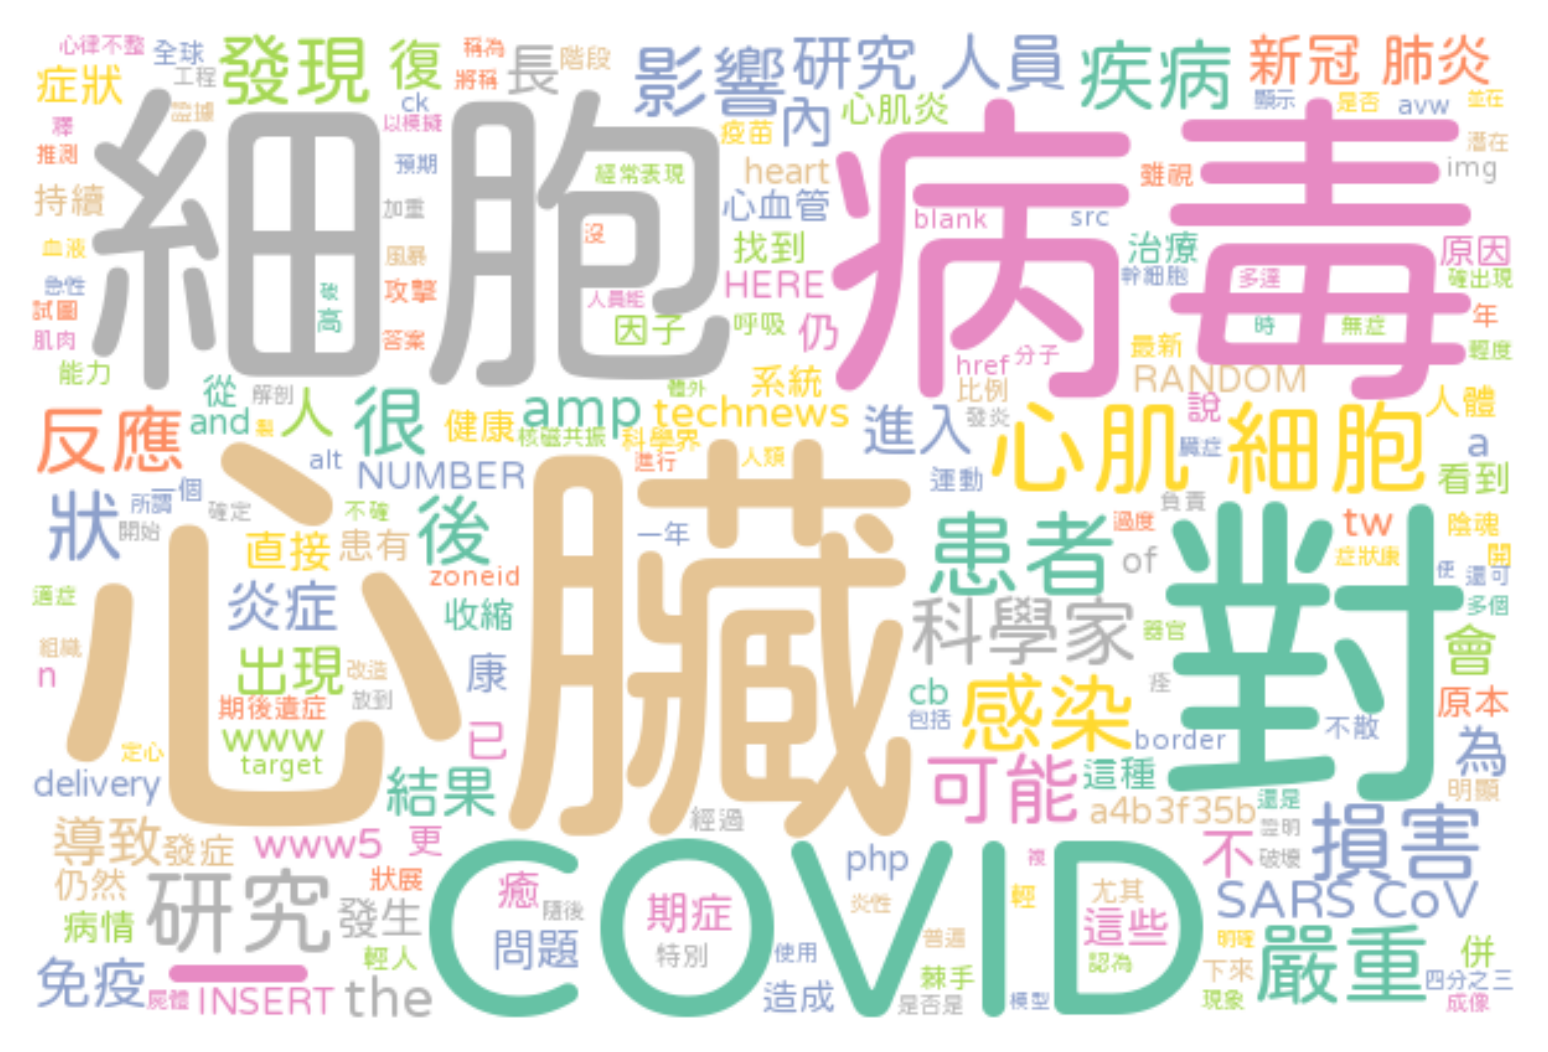 心律不整 全球 發現 復 稱為 長 階段 影響 研究 人員 疾病 新冠 肺炎
症狀 工程 ck 將稱 疫苗 內 心肌炎 顯示 是否 avw 並在
釋 證據 以模擬 潛在
推測 細胞 預期 經常表現 heart 病毒 雖視 img
持續 加重 沒 心血管 blank src
血液 風暴 找到 治療 原因
急性 碳 攻擊 人員能 HERE 幹細胞 多達 確出現
試圖 高 因子 呼吸 仍 時 無症 年
肌肉 答案 href 分子 最新 輕度
能力 從 解剖 體外 系統 比例 RANDOM 人體
反應 and 製 人 很 健康 amp technews 進入 發炎 心肌 細胞 說
核磁共振 科學界 臟症 a
alt NUMBER 進行 人類 運動 看到
狀 所謂 一個 確定 不確 後 心臟 一年 患者 負責 過度 對 tw 陰魂
開始 直接 患有 of 症狀康 開
適症 炎症 zoneid 收縮 科學家 便 還可 多個
組織 出現 改造 康 器官 會
n 期後遺症 放到 cb 感染 痊 原本
定心 www 已 包括 border 不散 為
delivery target 結果 可能 這種 明顯
導致 發症 www5 更 經過 a4b3f35b 還是 損害
仍然 狀展 COVID php 複 不 證明 破壞
病情 研究 發生 癒 隨後 期症 炎性 輕 尤其 這些 SARS CoV
輕人 問題 特別 使用 普遍 認為 明確 嚴重 併
免疫 屍體 INSERT the 造成 棘手 是否是 模型 下來 現象 四分之三 成像